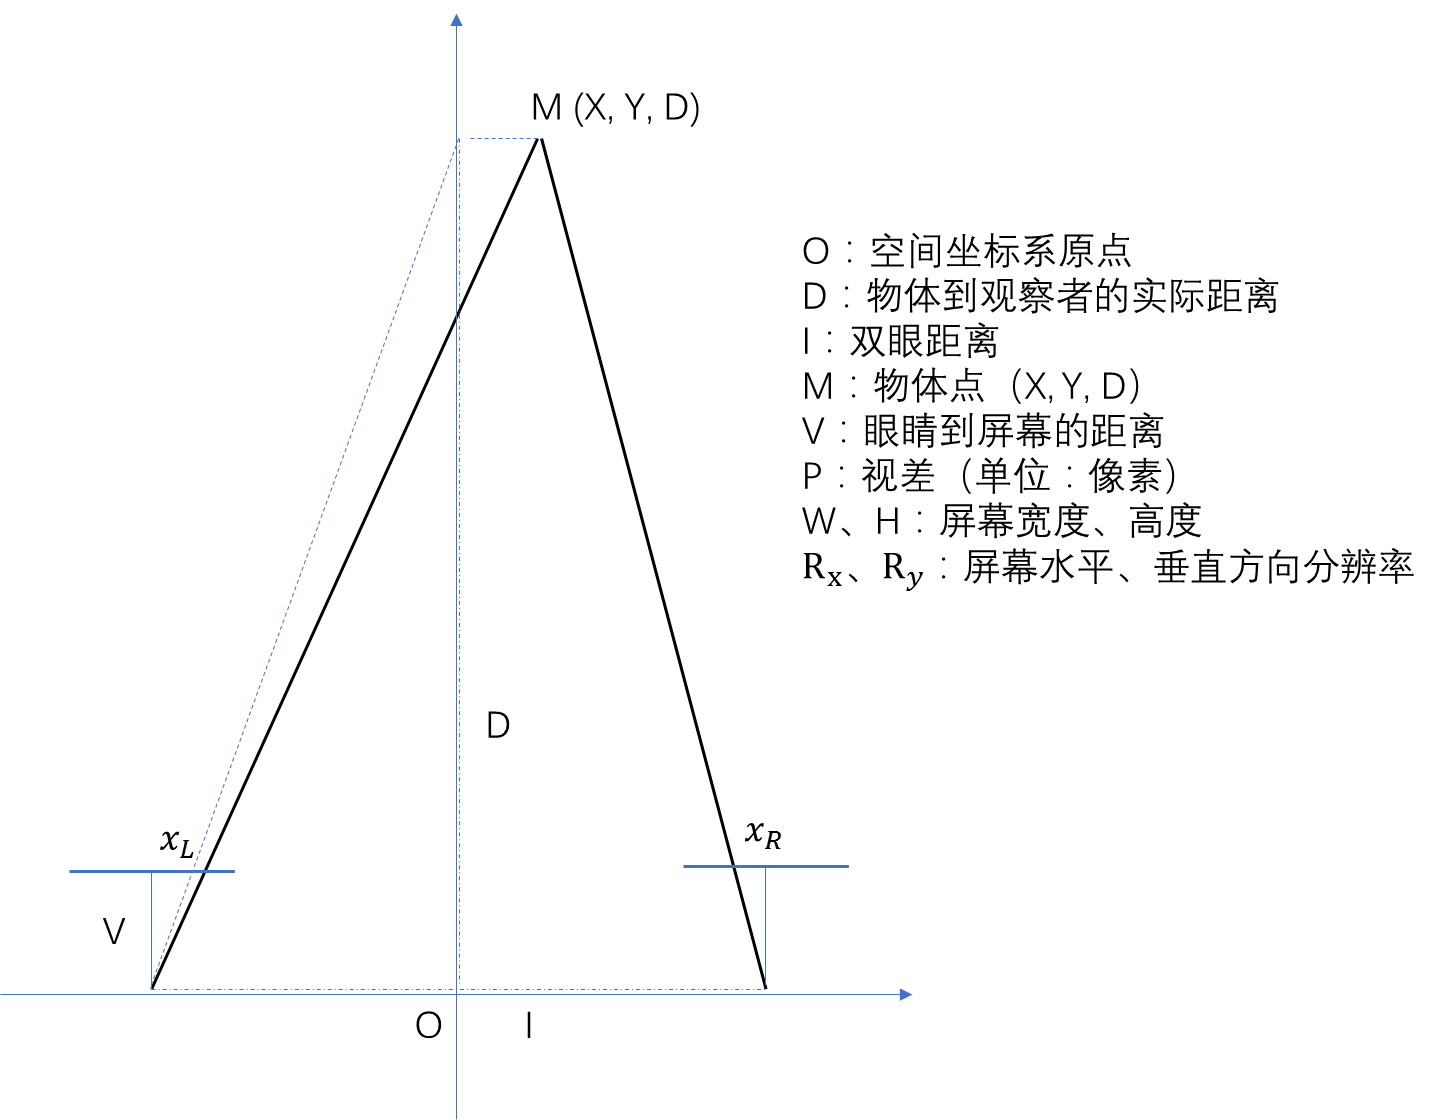 M (X, Y, D)
O：空间坐标系原点
D：物体到观察者的实际距离
I：双眼距离
M：物体点（X, Y, D）
V：眼睛到屏幕的距离
P：视差（单位：像素）
W、H：屏幕宽度、高度
Rₓ、R_y：屏幕水平、垂直方向分辨率
D
x_L
x_R
V
O
I